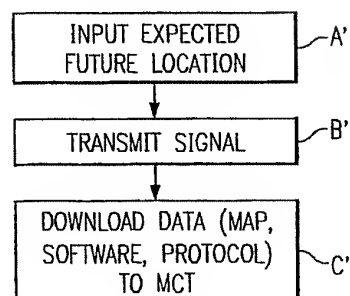 INPUT EXPECTED
FUTURE LOCATION
A'
TRANSMIT SIGNAL
B'
DOWNLOAD DATA (MAP,
SOFTWARE, PROTOCOL)
TO MCT
C'